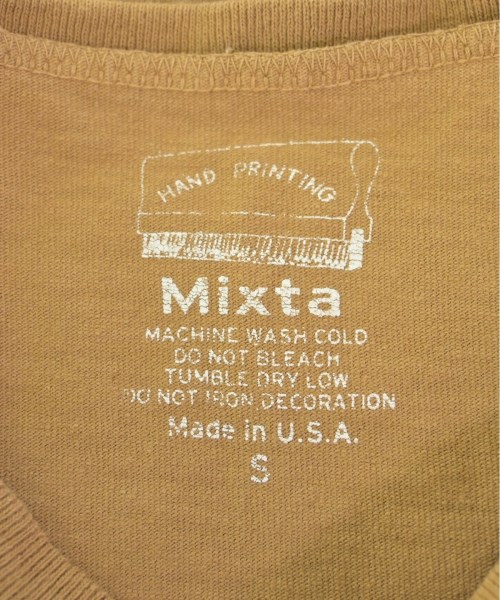 HAND PRINTING
Mixta
MACHINE WASH COLD
DO NOT BLEACH
TUMBLE DRY LOW
DO NOT IRON DECORATION
Made in U.S.A.
S